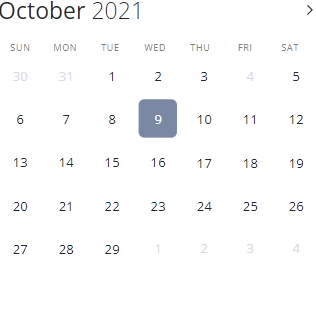 October 2021
SUN MON TUE WED THU FRI SAT
30 31 1 2 3 4 5
6 7 8 9 10 11 12
13 14 15 16 17 18 19
20 21 22 23 24 25 26
27 28 29 1 2 3 4